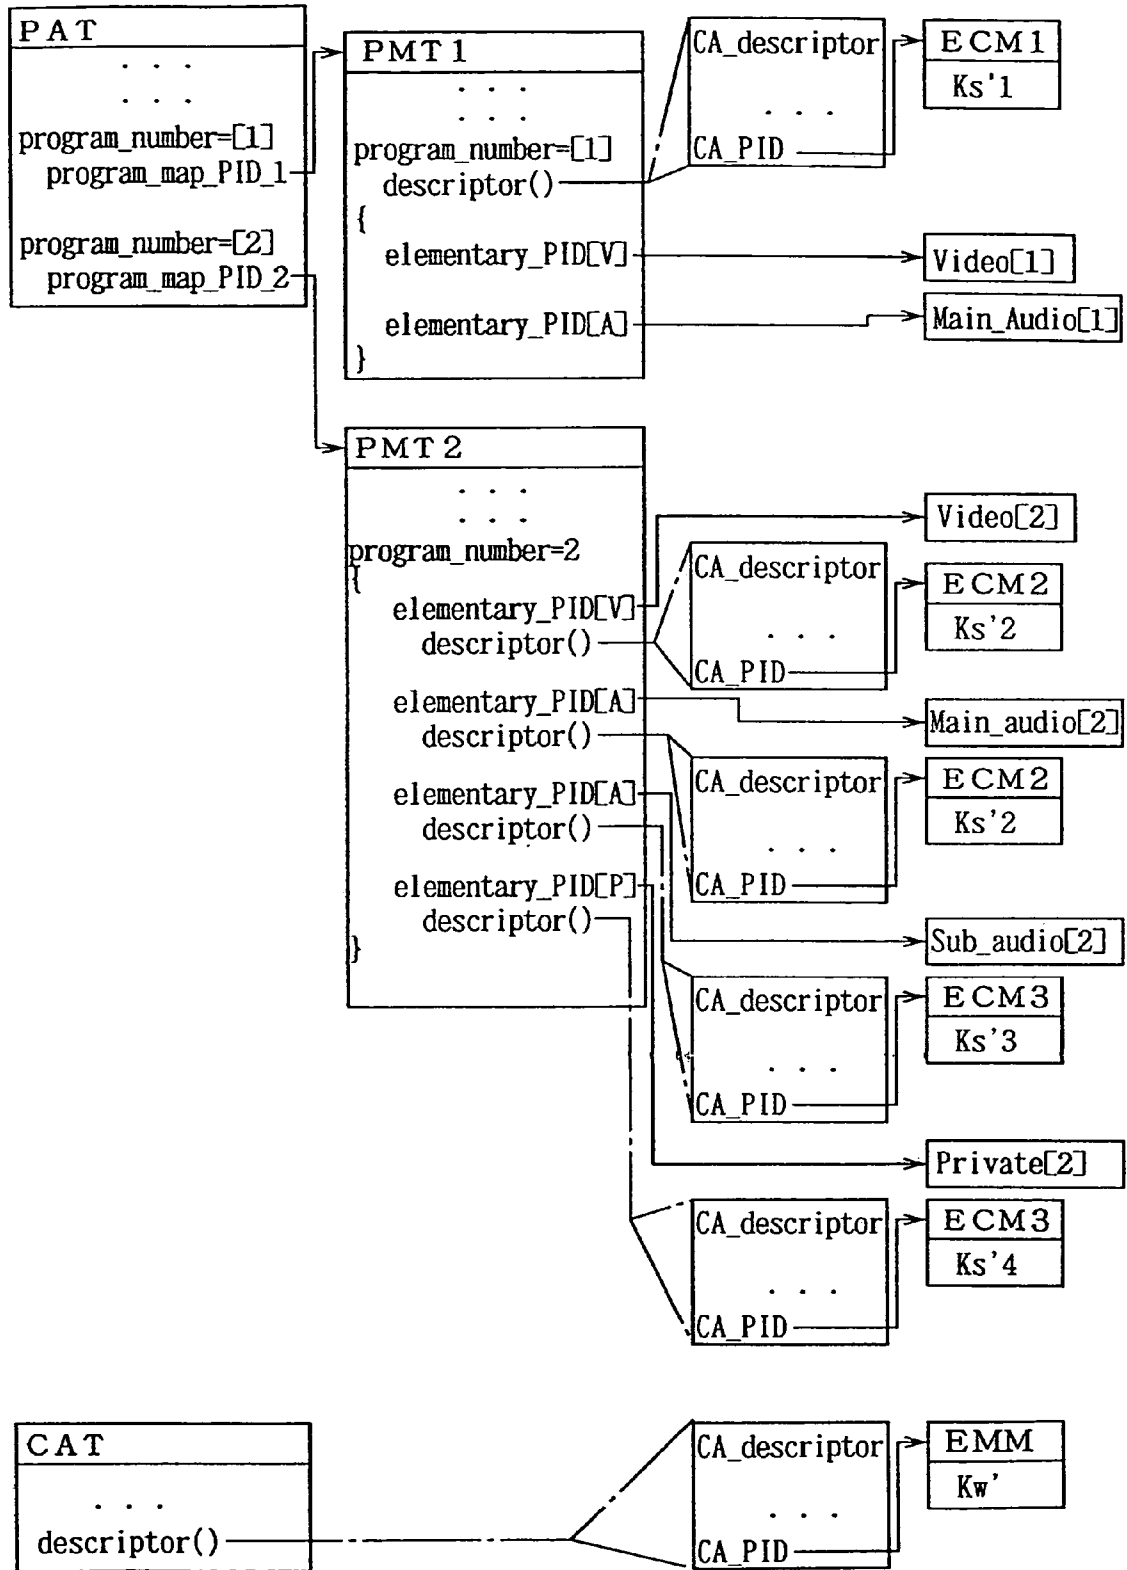 PAT
. . .
. . .
program_number=[1]
program_map_PID_1
program_number=[2]
program_map_PID_2
PMT1
. . .
. . .
program_number=[1]
descriptor()
{
elementary_PID[V]
elementary_PID[A]
}
CA_descriptor
. . .
CA_PID
ECM1
Ks'1
Video[1]
Main_Audio[1]
PMT2
. . .
. . .
program_number=2
{
elementary_PID[V]
descriptor()
elementary_PID[A]
descriptor()
elementary_PID[A]
descriptor()
elementary_PID[P]
descriptor()
}
Video[2]
CA_descriptor
. . .
CA_PID
ECM2
Ks'2
Main_audio[2]
CA_descriptor
. . .
CA_PID
ECM2
Ks'2
Sub_audio[2]
CA_descriptor
. . .
CA_PID
ECM3
Ks'3
Private[2]
CA_descriptor
. . .
CA_PID
ECM3
Ks'4
CAT
. . .
descriptor()
CA_descriptor
. . .
CA_PID
EMM
Kw'